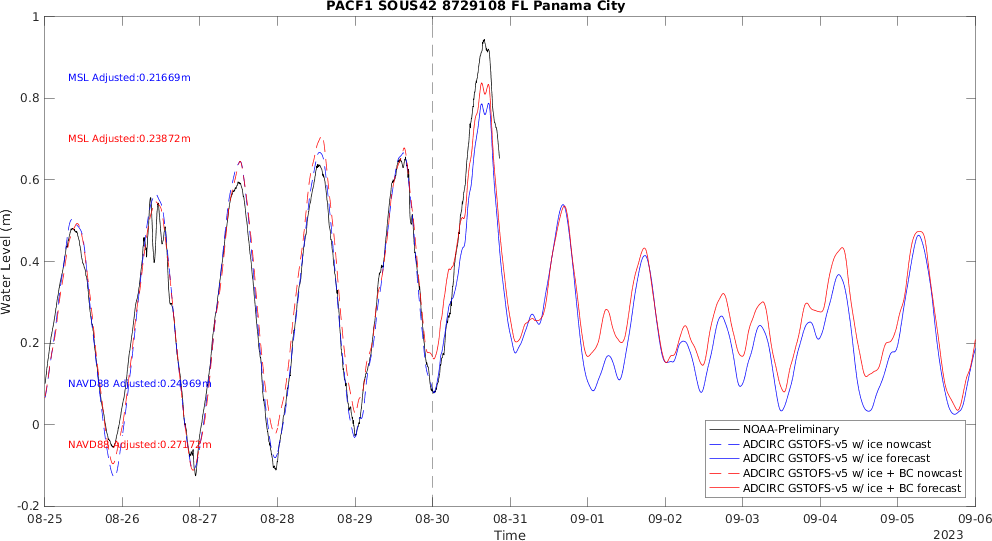 PACF1 SOUS42 8729108 FL Panama City
1
0.8
0.6
0.4
0.2
0
-0.2
Water Level (m)
MSL Adjusted:0.21669m
MSL Adjusted:0.23872m
NAVD88 Adjusted:0.24969m
NAVD88 Adjusted:0.27172m
NOAA-Preliminary
ADCIRC GSTOFS-v5 w/ ice nowcast
ADCIRC GSTOFS-v5 w/ ice forecast
ADCIRC GSTOFS-v5 w/ ice + BC nowcast
ADCIRC GSTOFS-v5 w/ ice + BC forecast
08-25 08-26 08-27 08-28 08-29 08-30 08-31 09-01 09-02 09-03 09-04 09-05 09-06
Time
2023